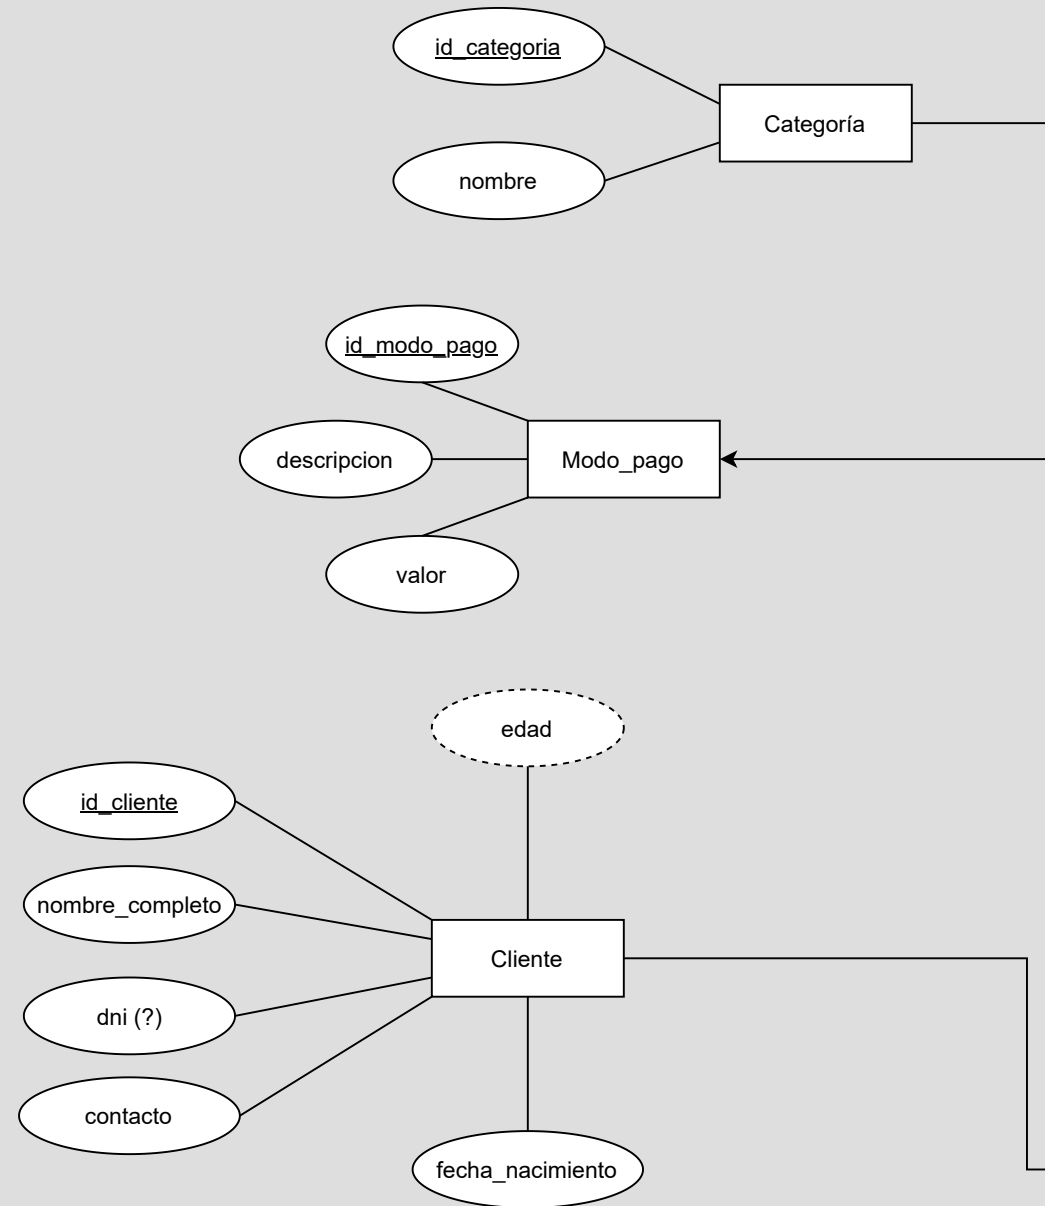 id_categoria
Categoría
nombre
id_modo_pago
descripcion
Modo_pago
valor
edad
id_cliente
nombre_completo
Cliente
dni (?)
contacto
fecha_nacimiento